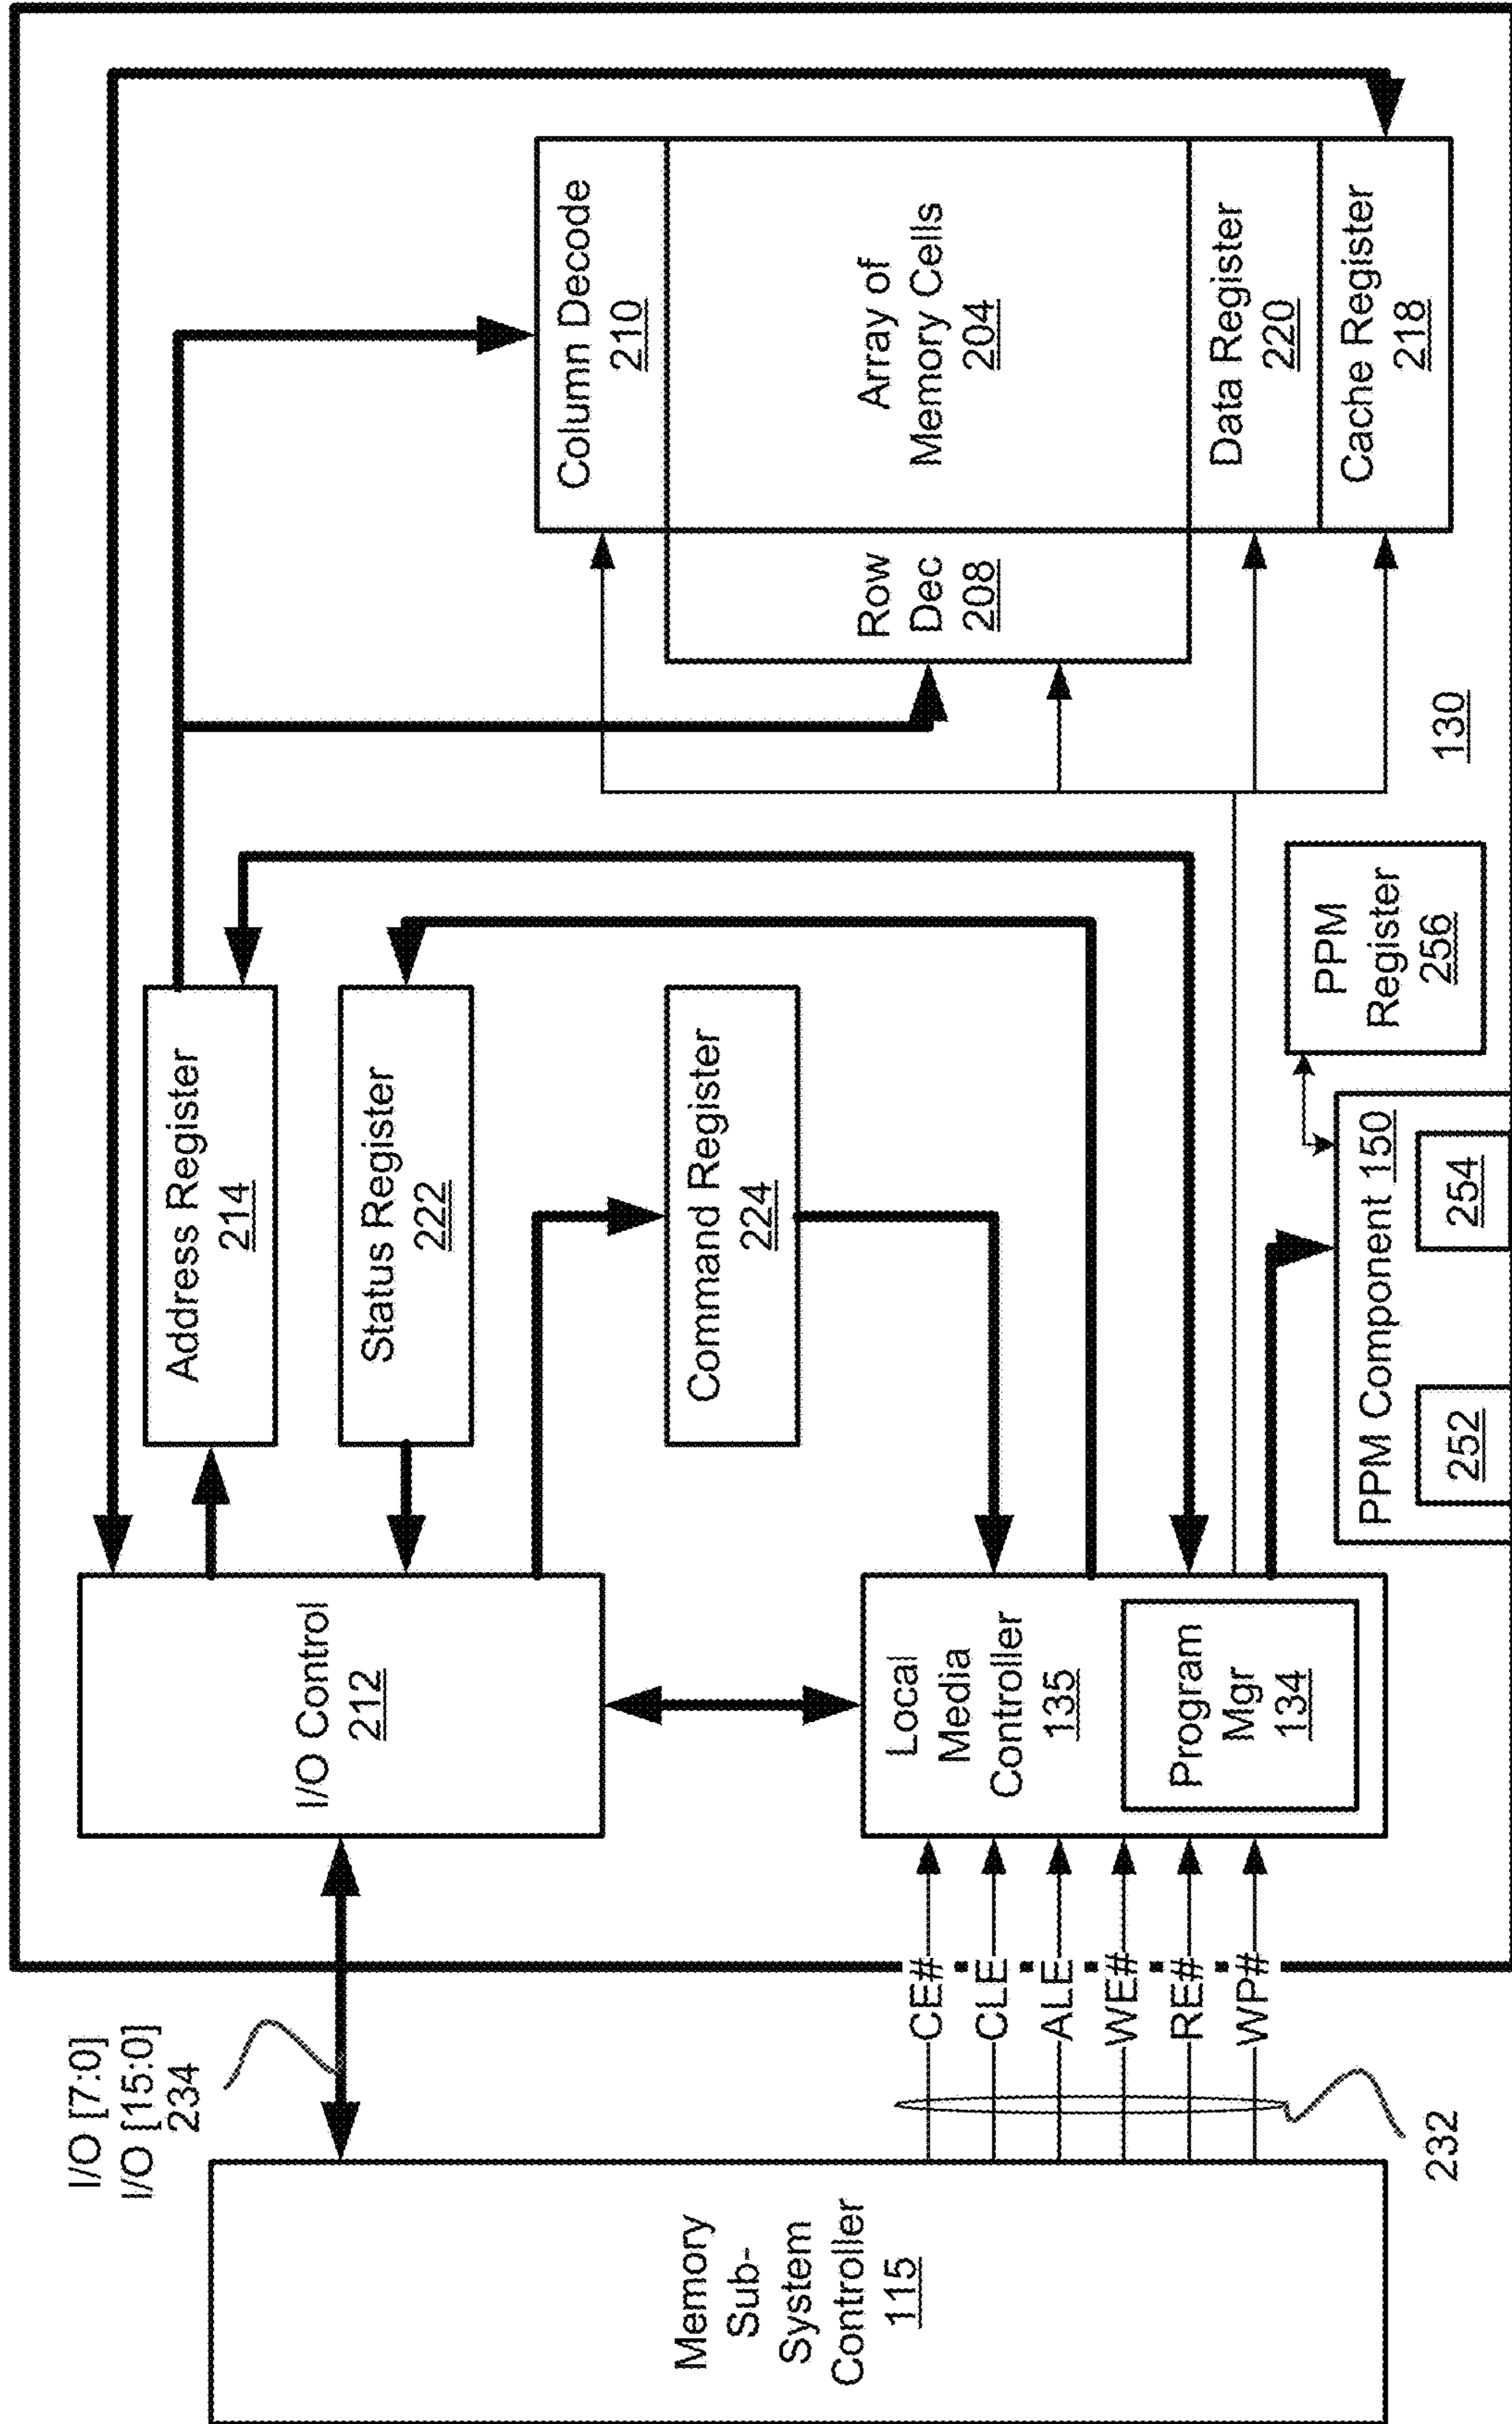 I/O [7:0]
I/O [15:0]
234
Memory
Sub-
System
Controller
115
CE#
CLE
ALE
WE#
RE#
WP#
232
I/O Control
212
Local
Media
Controller
135
Program
Mgr
134
Address Register
214
Status Register
222
Command Register
224
PPM Component 150
252
254
PPM
Register
256
130
Column Decode
210
Row
Dec
208
Array of
Memory Cells
204
Data Register
220
Cache Register
218